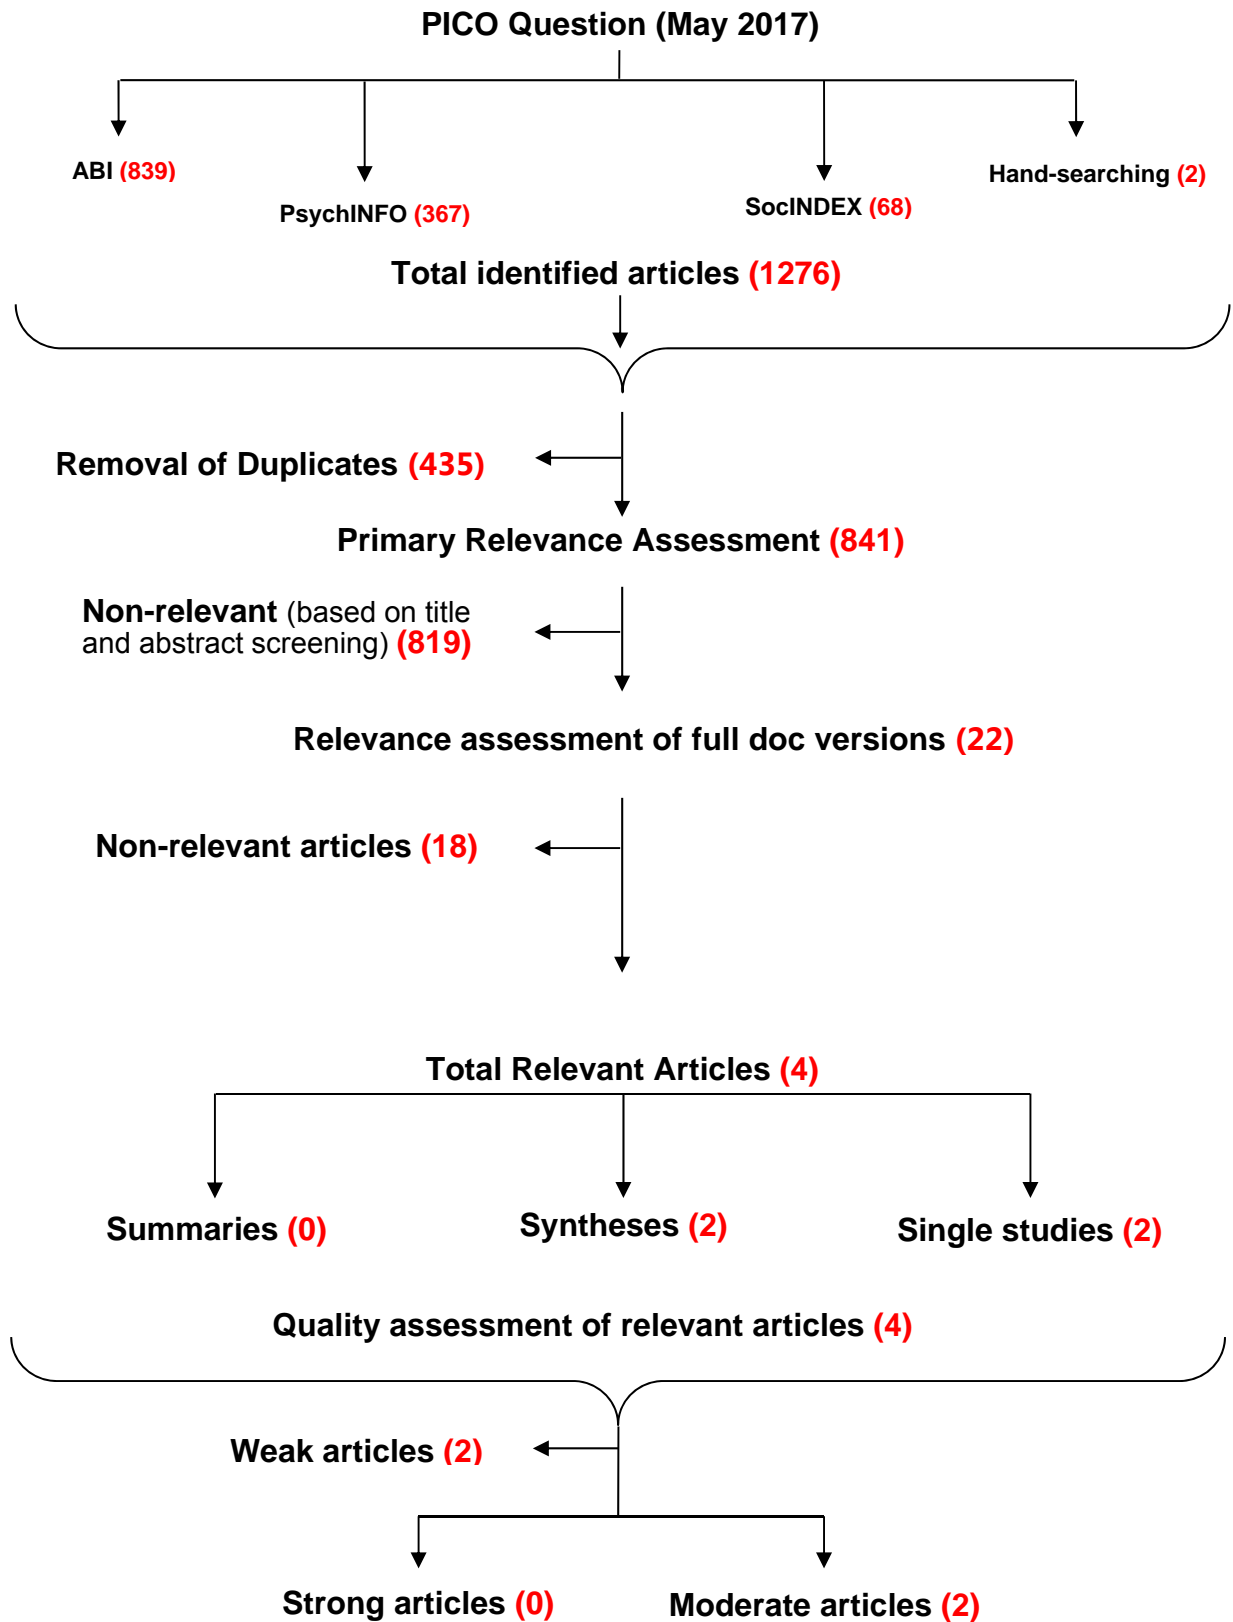 PICO Question (May 2017)
ABI (839)
PsychINFO (367)
SocINDEX (68)
Hand-searching (2)
Total identified articles (1276)
Removal of Duplicates (435)
Primary Relevance Assessment (841)
Non-relevant (based on title
and abstract screening) (819)
Relevance assessment of full doc versions (22)
Non-relevant articles (18)
Total Relevant Articles (4)
Summaries (0)
Syntheses (2)
Single studies (2)
Quality assessment of relevant articles (4)
Weak articles (2)
Strong articles (0)
Moderate articles (2)